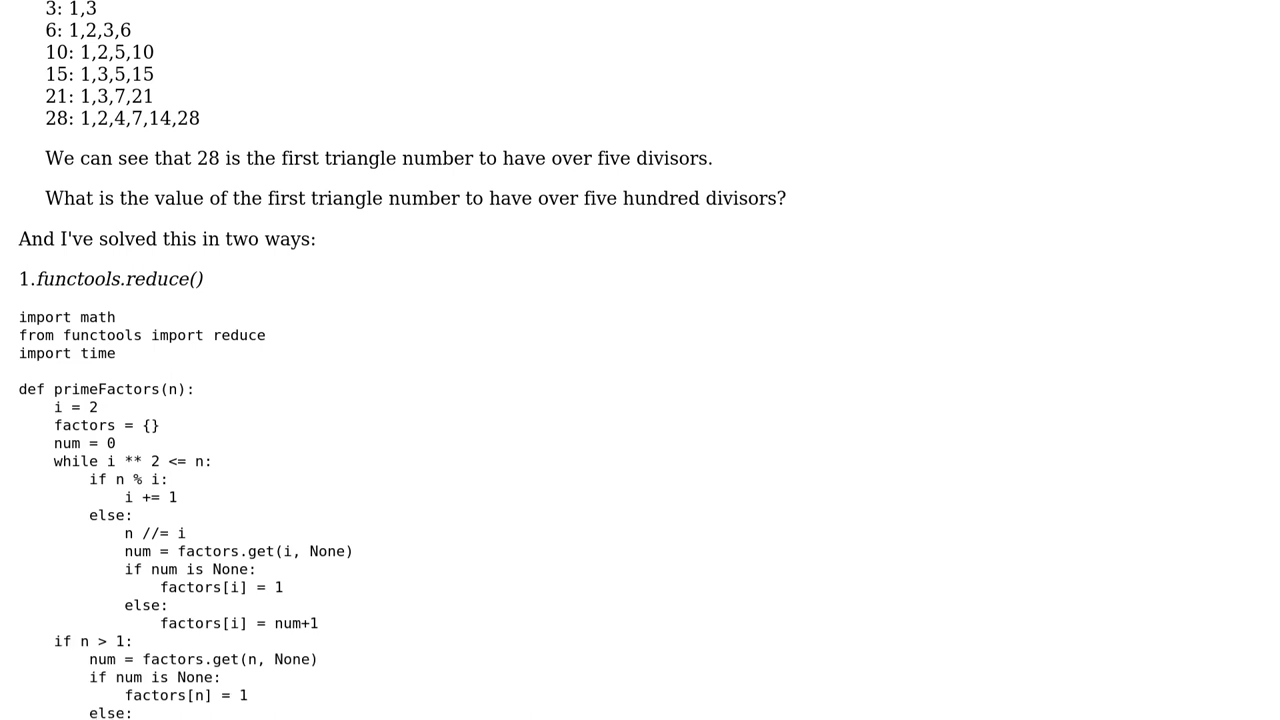 3: 1,3
6: 1,2,3,6
10: 1,2,5,10
15: 1,3,5,15
21: 1,3,7,21
28: 1,2,4,7,14,28
We can see that 28 is the first triangle number to have over five divisors.
What is the value of the first triangle number to have over five hundred divisors?
And I've solved this in two ways:
1.functools.reduce()
import math
from functools import reduce
import time
def primeFactors(n):
    i = 2
    factors = {}
    num = 0
    while i ** 2 <= n:
        if n % i:
            i += 1
        else:
            n //= i
            num = factors.get(i, None)
            if num is None:
                factors[i] = 1
            else:
                factors[i] = num+1
    if n > 1:
        num = factors.get(n, None)
        if num is None:
            factors[n] = 1
        else: